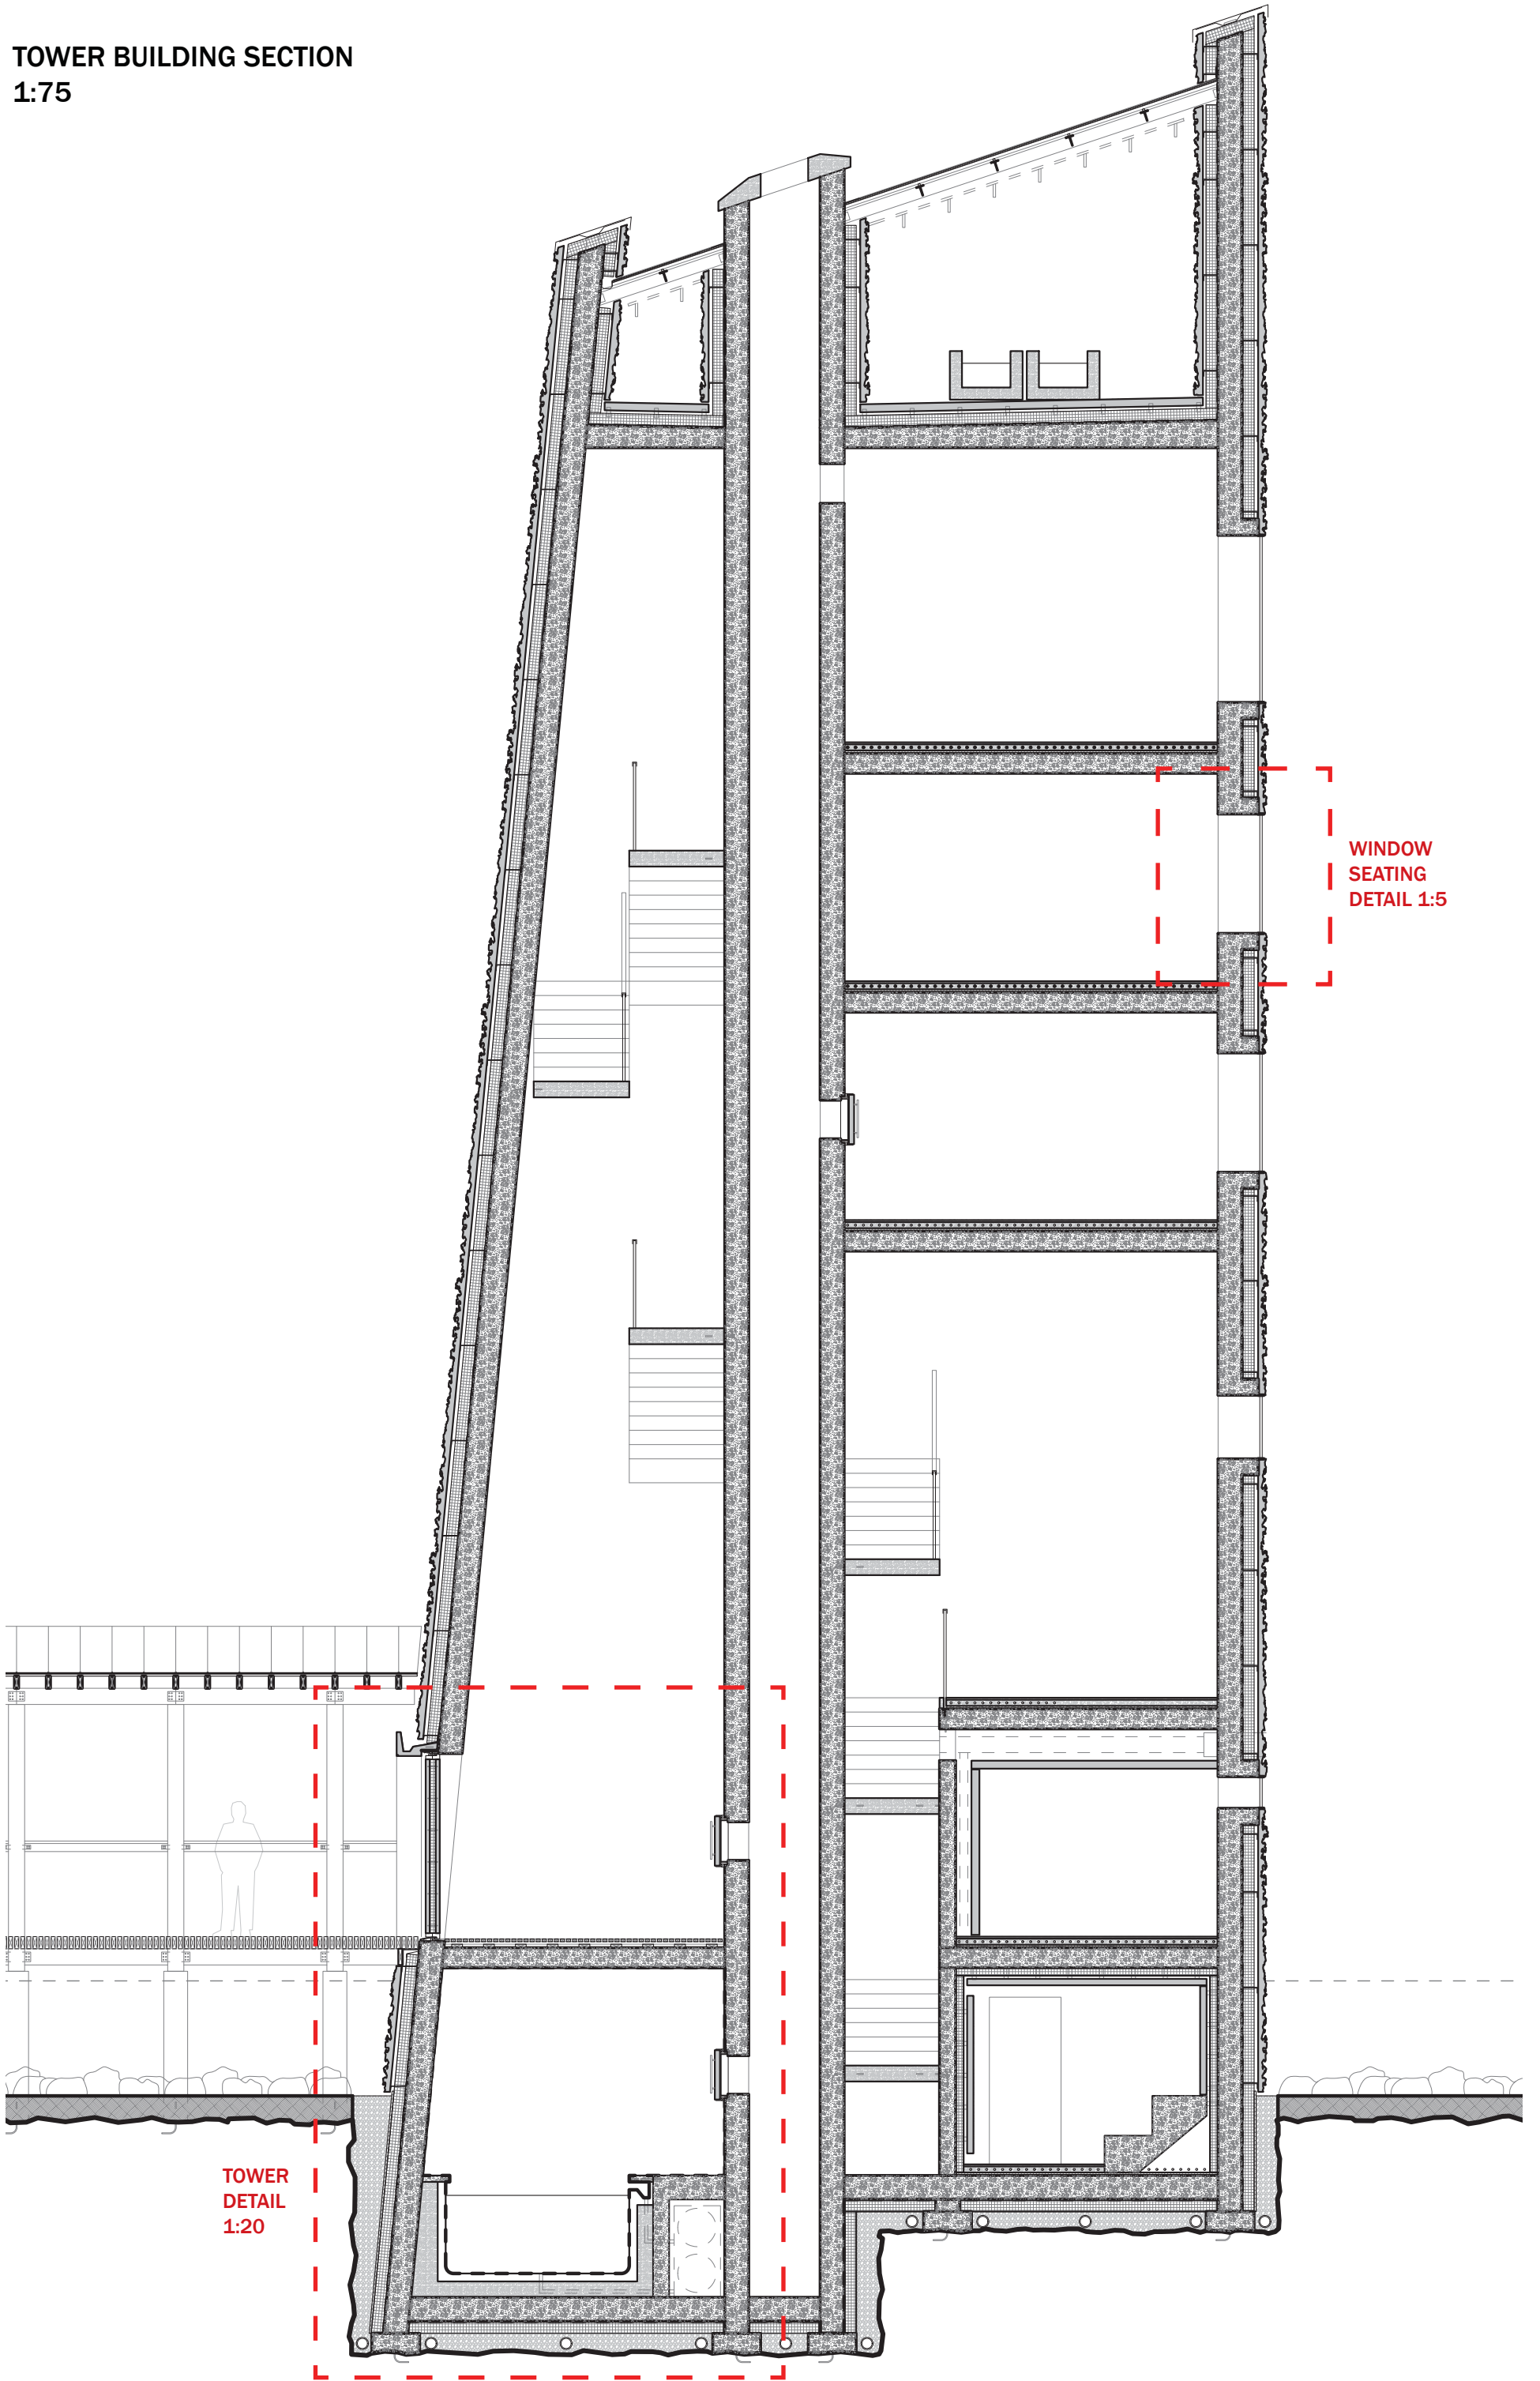 TOWER BUILDING SECTION
1:75
WINDOW
SEATING
DETAIL 1:5
TOWER
DETAIL
1:20